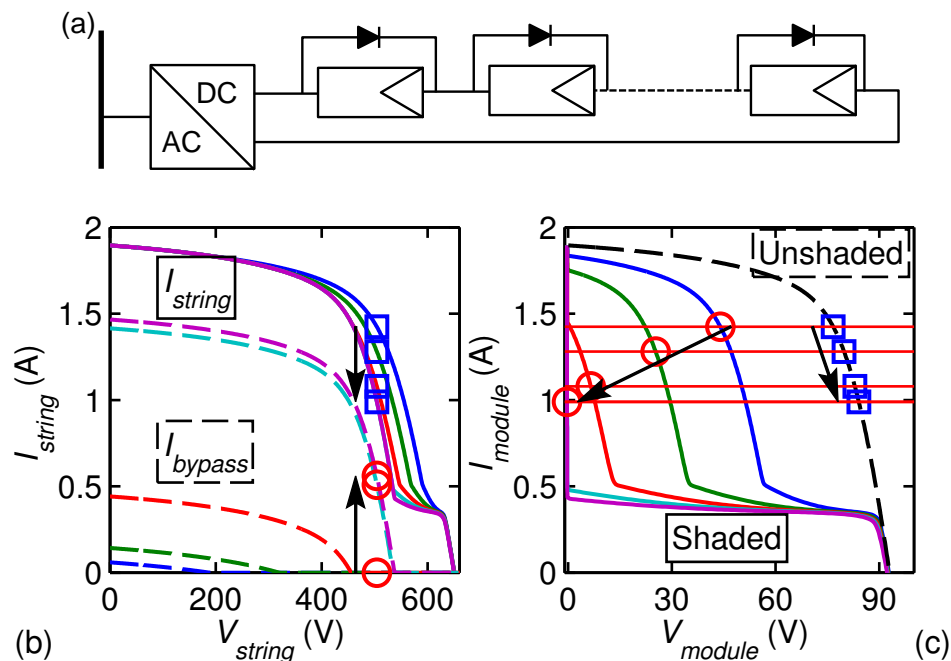 (a)
DC
AC
2
1.5
1
0.5
0
0 200 400 600
I_string (A)
V_string (V)
I_string
I_bypass
(b)
2
1.5
1
0.5
0
0 30 60 90
I_module (A)
V_module (V)
Unshaded
Shaded
(c)